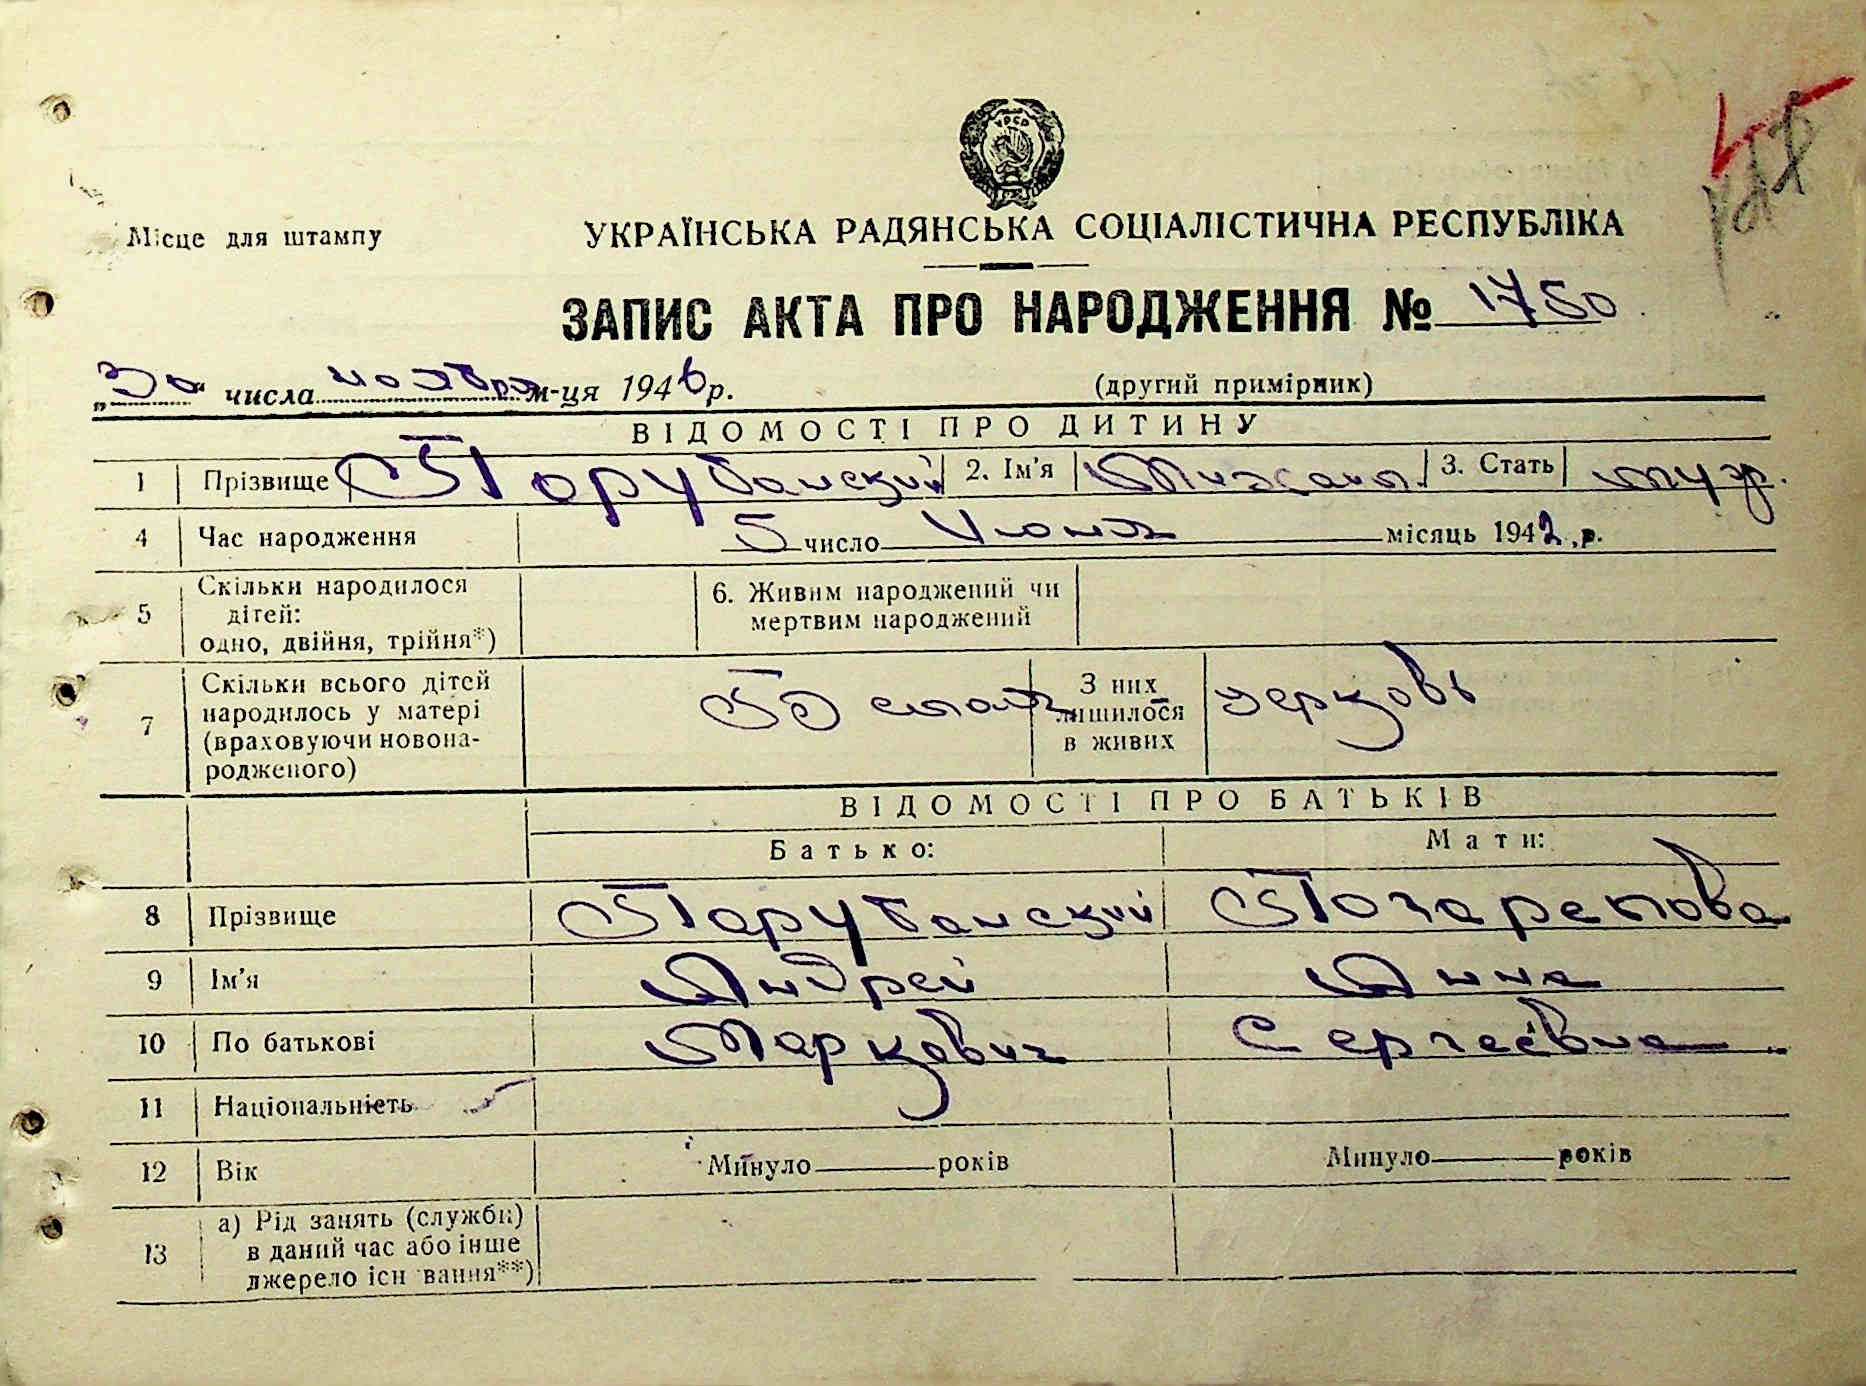 УРСР
Місце для штампу
УКРАЇНСЬКА РАДЯНСЬКА СОЦІАЛІСТИЧНА РЕСПУБЛІКА
ЗАПИС АКТА ПРО НАРОДЖЕННЯ № 1750
„30“ числа ноября м-ця 1946 р. (другий примірник)
ВІДОМОСТІ ПРО ДИТИНУ
1 Прізвище Порубанский 2. Ім'я Михаил 3. Стать муж.
4 Час народження 5 число Июня місяць 1942 р.
5 Скільки народилося дітей: одно, двійня, трійня*) 6. Живим народжений чи мертвим народжений
7 Скільки всього дітей народилось у матері (враховуючи новонародженого) З них лишилося в живих церковь
ВІДОМОСТІ ПРО БАТЬКІВ
Батько: Мати:
8 Прізвище Порубанский
9 Ім'я Андрей Анна
10 По батькові Маркович Сергеевна
11 Національність
12 Вік Минуло років Минуло років
13 а) Рід занять (служби)
в даний час або інше
джерело існування**)